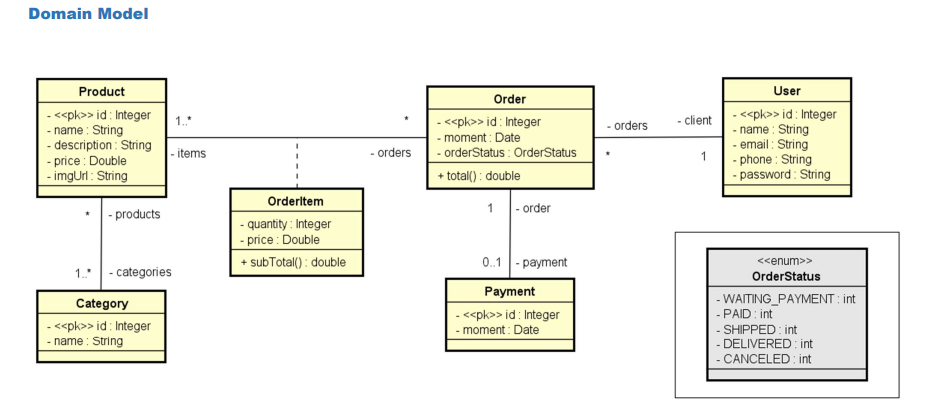 Domain Model
Product
- <<pk>> id : Integer
- name : String
- description : String
- price : Double
- imgUrl : String
1..*
*
- items
- orders
Order
- <<pk>> id : Integer
- moment : Date
- orderStatus : OrderStatus
+ total() : double
- orders
- client
*
1
User
- <<pk>> id : Integer
- name : String
- email : String
- phone : String
- password : String
OrderItem
- quantity : Integer
- price : Double
+ subTotal() : double
* - products
1..* - categories
Category
- <<pk>> id : Integer
- name : String
1 - order
0..1 - payment
Payment
- <<pk>> id : Integer
- moment : Date
<<enum>>
OrderStatus
- WAITING_PAYMENT : int
- PAID : int
- SHIPPED : int
- DELIVERED : int
- CANCELED : int